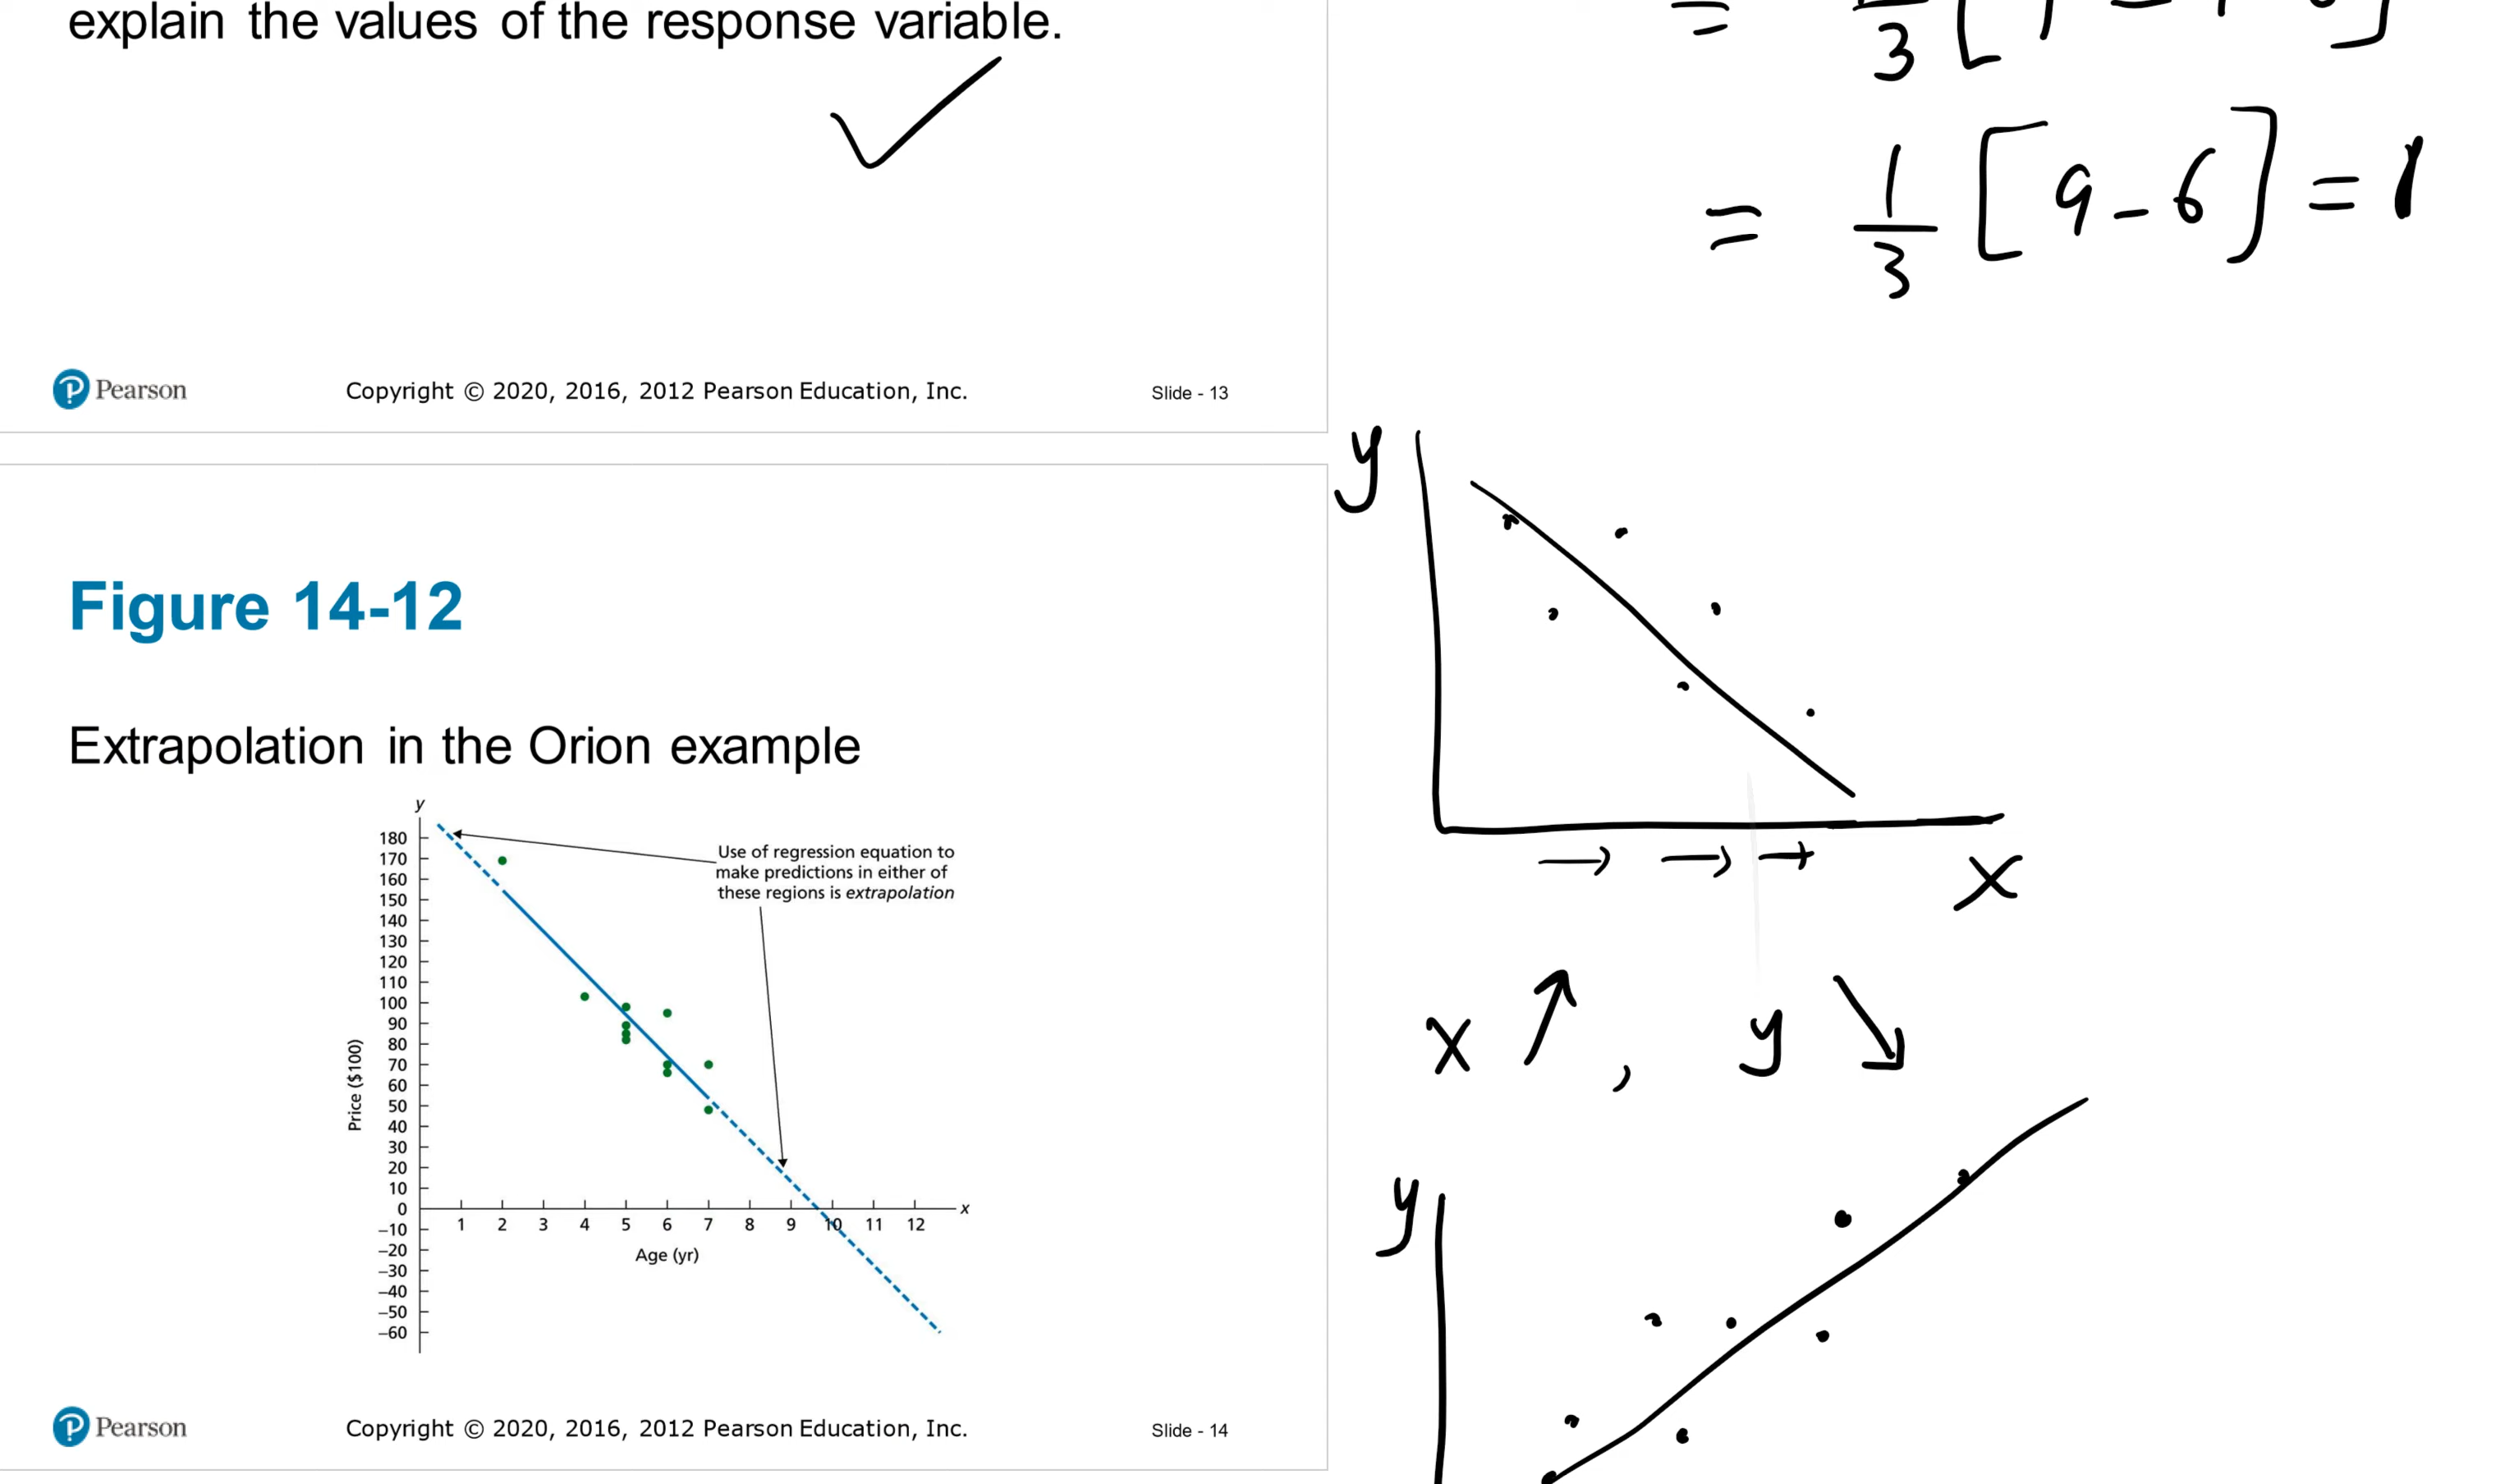 explain the values of the response variable.
Pearson
Copyright © 2020, 2016, 2012 Pearson Education, Inc.
Slide - 13
Figure 14-12
Extrapolation in the Orion example
y
180
170
160
150
140
130
120
110
100
90
80
70
60
50
40
30
20
10
0
–10
–20
–30
–40
–50
–60
Price ($100)
Use of regression equation to
make predictions in either of
these regions is extrapolation
1 2 3 4 5 6 7 8 9 10 11 12 x
Age (yr)
Pearson
Copyright © 2020, 2016, 2012 Pearson Education, Inc.
Slide - 14
= 1/3 [9 - 6] = 1
y
→ → →
x
x ↗ , y ↘
y